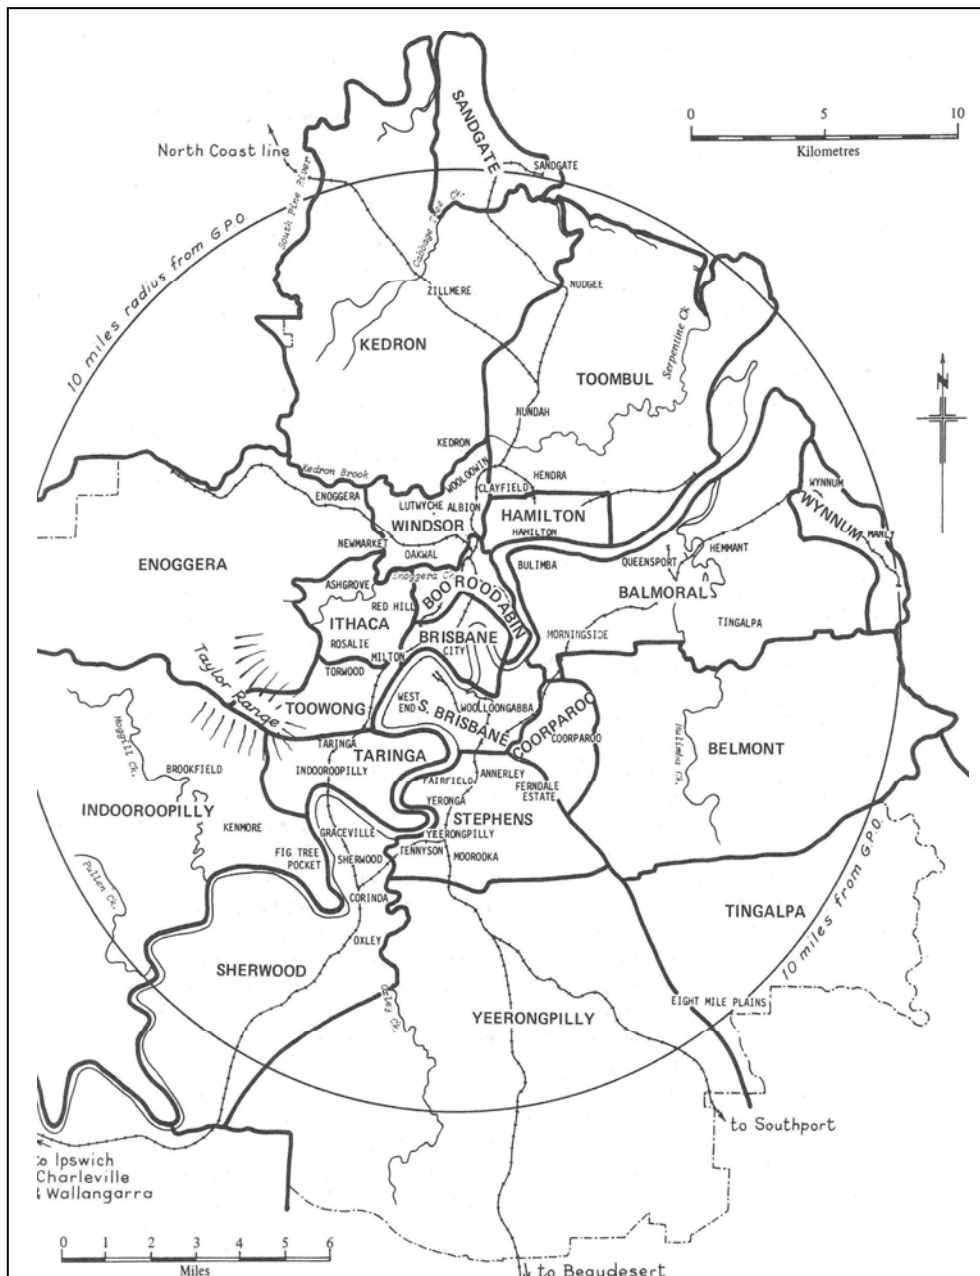 0 5 10
Kilometres
North Coast line
SANDGATE
SANDGATE
South Pine River
Cabbage Tree Ck.
10 miles radius from G.P.O.
ZILLMERE
NUDGEE
KEDRON
TOOMBUL
Serpentine Ck
N
NUNDAH
KEDRON
Kedron Brook
WOOLOOWIN
HENDRA
CLAYFIELD
ENOGGERA
LUTWYCHE
ALBION
WINDSOR
HAMILTON
HAMILTON
WYNNUM
WYNNUM
MANLY
NEWMARKET
OAKWAL
ENOGGERA
Enoggera Ck.
BULIMBA
QUEENSPORT
HEMMANT
ASHGROVE
BOOROODABIN
BALMORAL
RED HILL
ITHACA
ROSALIE
BRISBANE
CITY
MORNINGSIDE
TINGALPA
MILTON
TORWOOD
Taylor Range
TOOWONG
WEST
END
S. BRISBANE
WOOLLOONGABBA
COORPAROO
COORPAROO
BELMONT
Bulimba Ck.
Moggill Ck.
TARINGA
TARINGA
BROOKFIELD
INDOOROOPILLY
FAIRFIELD
ANNERLEY
FERNDALE
ESTATE
INDOOROOPILLY
YERONGA
STEPHENS
KENMORE
GRACEVILLE
YEERONGPILLY
FIG TREE
POCKET
SHERWOOD
TENNYSON
MOOROOKA
Pullen Ck.
CORINDA
TINGALPA
10 miles from G.P.O.
OXLEY
SHERWOOD
Oxley Ck.
EIGHT MILE PLAINS
YEERONGPILLY
to Southport
to Ipswich
Charleville
& Wallangarra
0 1 2 3 4 5 6
Miles
to Beaudesert